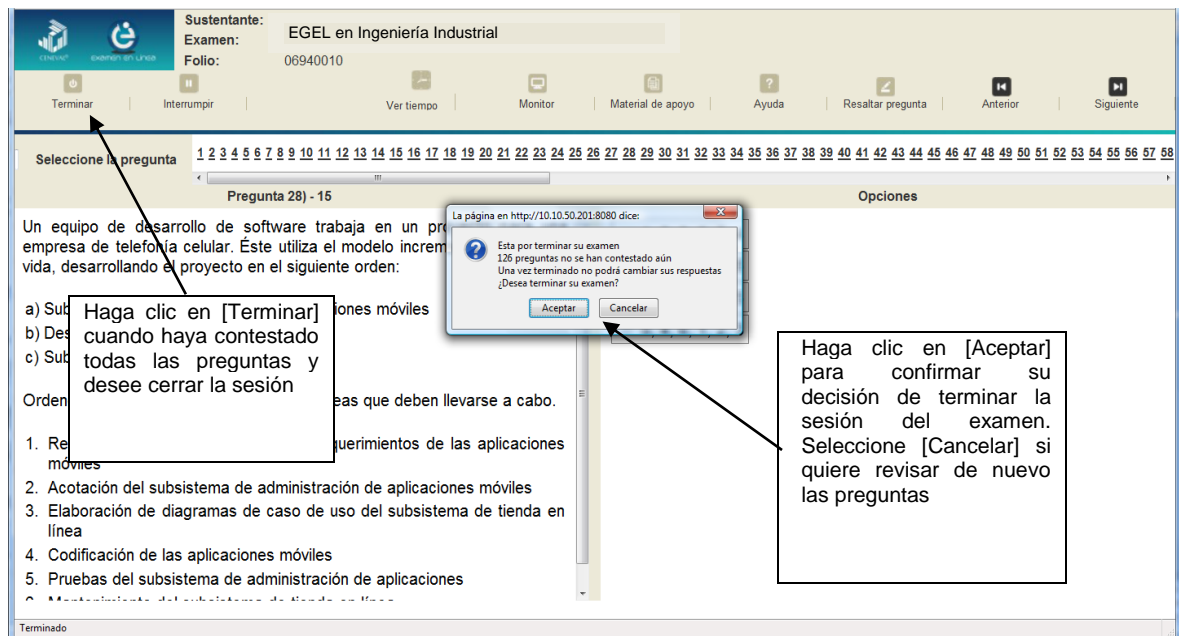 Sustentante:
Examen:
EGEL en Ingeniería Industrial
Folio:
06940010
CENEVAL
examen en línea
Terminar
Interrumpir
Ver tiempo
Monitor
Material de apoyo
Ayuda
Resaltar pregunta
Anterior
Siguiente
Seleccione la pregunta
1 2 3 4 5 6 7 8 9 10 11 12 13 14 15 16 17 18 19 20 21 22 23 24 25 26 27 28 29 30 31 32 33 34 35 36 37 38 39 40 41 42 43 44 45 46 47 48 49 50 51 52 53 54 55 56 57 58
Pregunta 28) - 15
Opciones
Un equipo de desarrollo de software trabaja en un
empresa de telefonía celular. Éste utiliza el modelo
vida, desarrollando el proyecto en el siguiente orden:
a)
móviles
b)
c)
que deben llevarse a cabo.
1.
de las aplicaciones
móviles
2. Acotación del subsistema de administración de aplicaciones móviles
3. Elaboración de diagramas de caso de uso del subsistema de tienda en
línea
4. Codificación de las aplicaciones móviles
5. Pruebas del subsistema de administración de aplicaciones
La página en http://10.10.50.201:8080 dice:
Esta por terminar su examen
126 preguntas no se han contestado aún
Una vez terminado no podrá cambiar sus respuestas
¿Desea terminar su examen?
Aceptar
Cancelar
Haga clic en [Terminar]
cuando haya contestado
todas las preguntas y
desee cerrar la sesión
Haga clic en [Aceptar]
para confirmar su
decisión de terminar la
sesión del examen.
Seleccione [Cancelar] si
quiere revisar de nuevo
las preguntas
Terminado